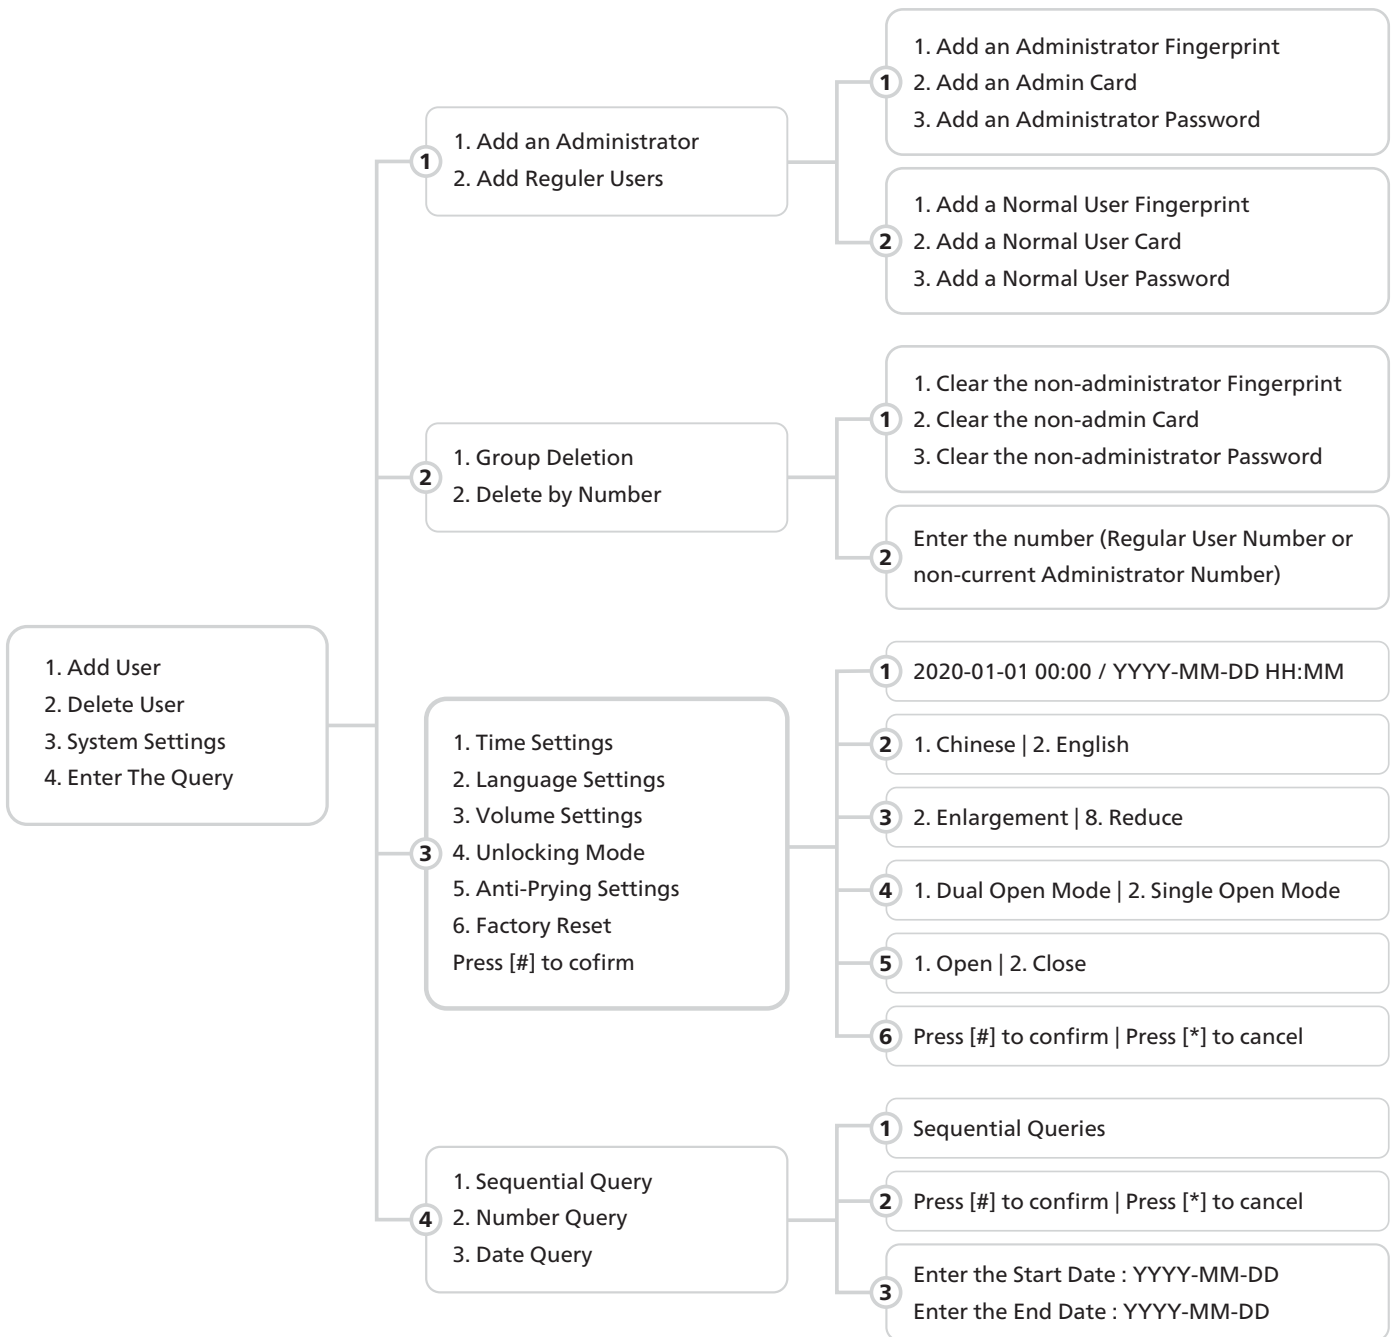 1. Add User
2. Delete User
3. System Settings
4. Enter The Query
1
1. Add an Administrator
2. Add Reguler Users
1
1. Add an Administrator Fingerprint
2. Add an Admin Card
3. Add an Administrator Password
2
1. Add a Normal User Fingerprint
2. Add a Normal User Card
3. Add a Normal User Password
2
1. Group Deletion
2. Delete by Number
1
1. Clear the non-administrator Fingerprint
2. Clear the non-admin Card
3. Clear the non-administrator Password
2
Enter the number (Regular User Number or
non-current Administrator Number)
3
1. Time Settings
2. Language Settings
3. Volume Settings
4. Unlocking Mode
5. Anti-Prying Settings
6. Factory Reset
Press [#] to cofirm
1 2020-01-01 00:00 / YYYY-MM-DD HH:MM
2 1. Chinese | 2. English
3 2. Enlargement | 8. Reduce
4 1. Dual Open Mode | 2. Single Open Mode
5 1. Open | 2. Close
6 Press [#] to confirm | Press [*] to cancel
4
1. Sequential Query
2. Number Query
3. Date Query
1 Sequential Queries
2 Press [#] to confirm | Press [*] to cancel
3
Enter the Start Date : YYYY-MM-DD
Enter the End Date : YYYY-MM-DD